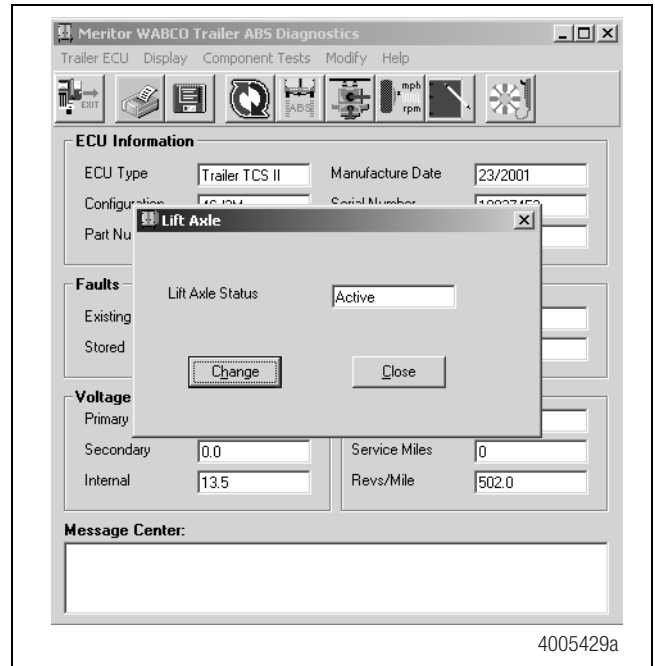 Meritor WABCO Trailer ABS Diagnostics
Trailer ECU Display Component Tests Modify Help
EXIT ABS mph rpm
ECU Information
ECU Type Trailer TCS II Manufacture Date 23/2001
Part Nu
Lift Axle
Lift Axle Status Active
Change Close
Faults
Existing
Stored
Voltage
Primary
Secondary 0.0 Service Miles 0
Internal 13.5 Revs/Mile 502.0
Message Center:
4005429a